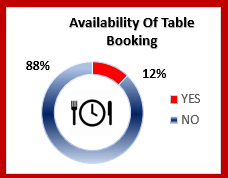 Availability Of Table
Booking
88%
12%
YES
NO